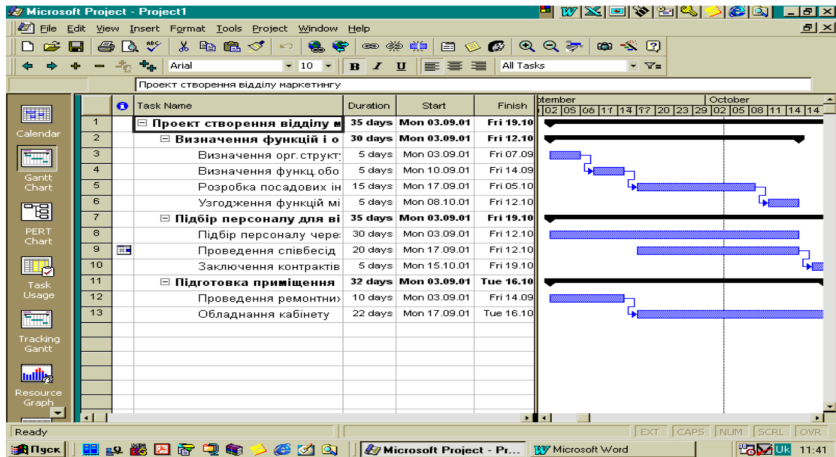 Microsoft Project - Project1
File Edit View Insert Format Tools Project Window Help
Arial 10 B I U All Tasks
Проект створення відділу маркетингу
Task Name Duration Start Finish
tember October
02 05 08 11 14 17 20 23 26 29 02 05 08 11 14
1 Проект створення відділу м 35 days Mon 03.09.01 Fri 19.10
2 Визначення функцій і о 30 days Mon 03.09.01 Fri 12.10
3 Визначення орг.структ 5 days Mon 03.09.01 Fri 07.09
4 Визначення функц.обо 5 days Mon 10.09.01 Fri 14.09
5 Розробка посадових ін 15 days Mon 17.09.01 Fri 05.10
6 Узгодження функцій мі 5 days Mon 08.10.01 Fri 12.10
7 Підбір персоналу для ві 35 days Mon 03.09.01 Fri 19.10
8 Підбір персоналу чере 30 days Mon 03.09.01 Fri 12.10
9 Проведення співбесід 20 days Mon 17.09.01 Fri 12.10
10 Заключення контрактів 5 days Mon 15.10.01 Fri 19.10
11 Підготовка приміщення 32 days Mon 03.09.01 Tue 16.10
12 Проведення ремонтних 10 days Mon 03.09.01 Fri 14.09
13 Обладнання кабінету 22 days Mon 17.09.01 Tue 16.10
Calendar
Gantt
Chart
PERT
Chart
Task
Usage
Tracking
Gantt
Resource
Graph
Ready EXT CAPS NUM SCRL OVR
Пуск Microsoft Project - Pr... Microsoft Word Uk 11:41